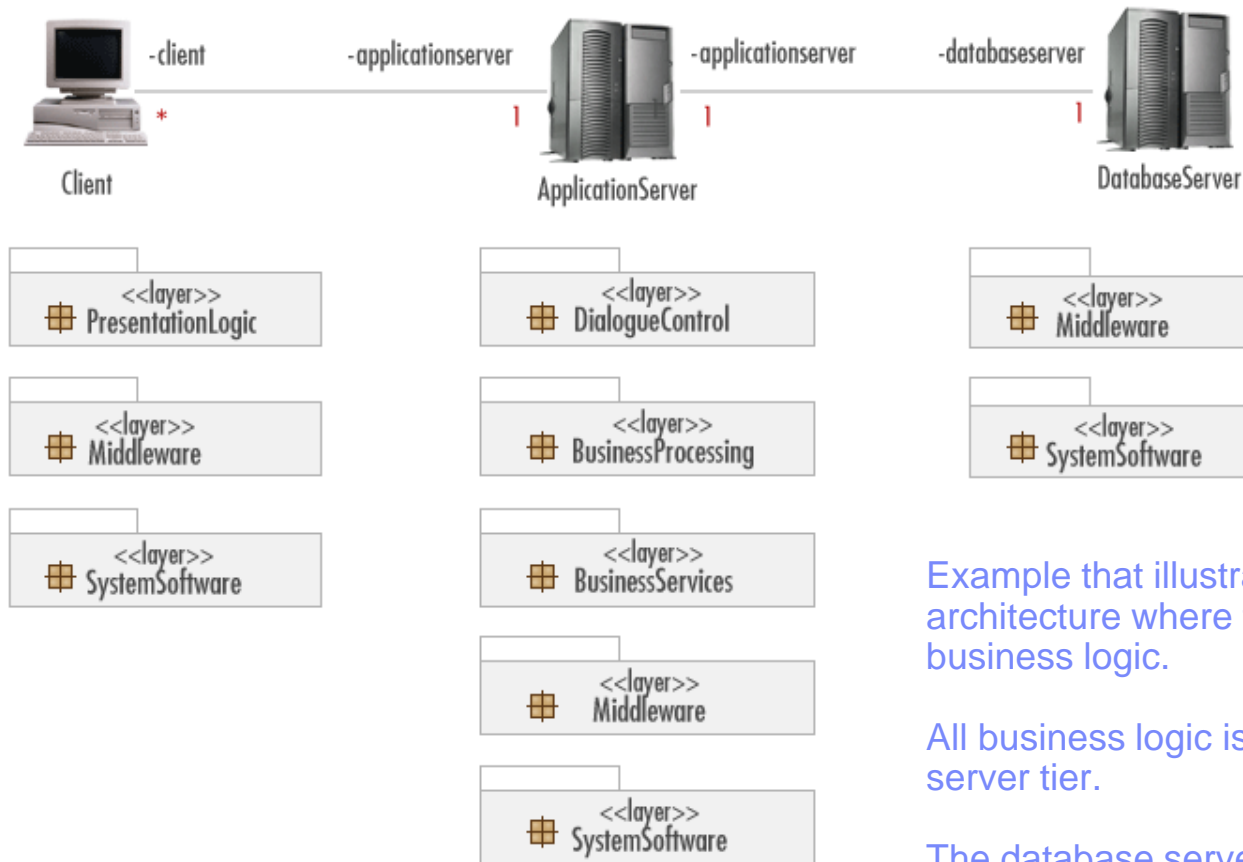 -client
-applicationserver
-applicationserver
-databaseserver
*
1
1
1
Client
ApplicationServer
DatabaseServer
<<layer>>
PresentationLogic
<<layer>>
Middleware
<<layer>>
SystemSoftware
<<layer>>
DialogueControl
<<layer>>
BusinessProcessing
<<layer>>
BusinessServices
<<layer>>
Middleware
<<layer>>
SystemSoftware
<<layer>>
Middleware
<<layer>>
SystemSoftware
Example that
architecture where
business logic.
All business logic is
server tier.
The database